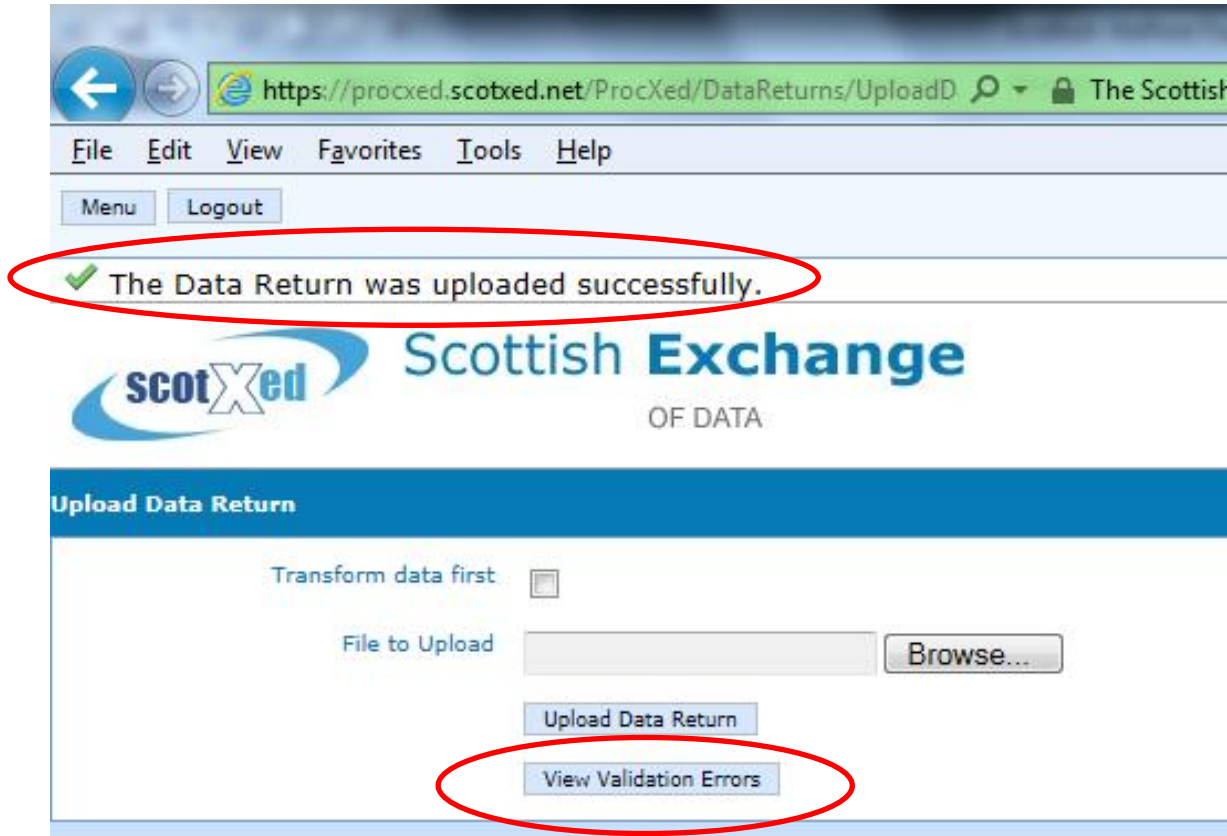 https://procxed.scotxed.net/ProcXed/DataReturns/UploadD
The Scottish
File Edit View Favorites Tools Help
Menu Logout
The Data Return was uploaded successfully.
scotXed
Scottish Exchange
OF DATA
Upload Data Return
Transform data first
File to Upload
Browse...
Upload Data Return
View Validation Errors